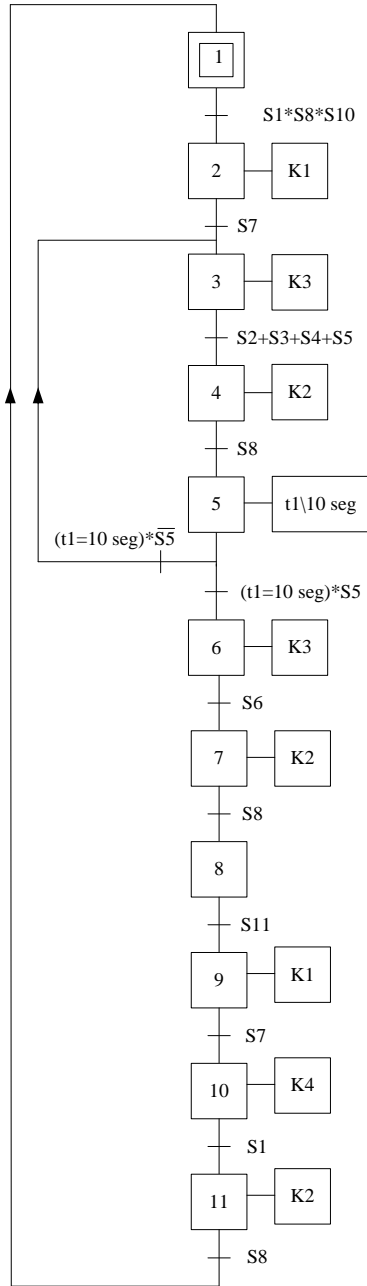 1
S1*S8*S10
2 K1
S7
3 K3
S2+S3+S4+S5
4 K2
S8
5 t1\10 seg
(t1=10 seg)*S̅5̅
(t1=10 seg)*S5
6 K3
S6
7 K2
S8
8
S11
9 K1
S7
10 K4
S1
11 K2
S8